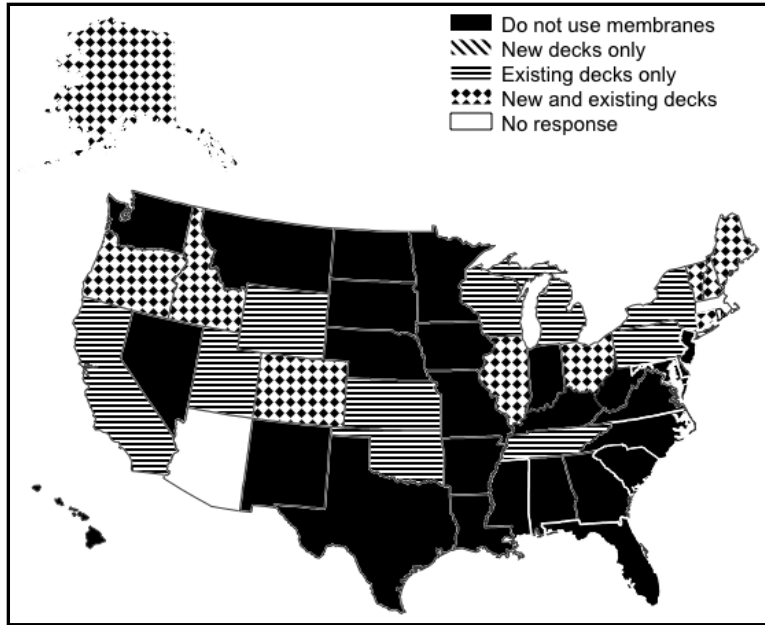 Do not use membranes
New decks only
Existing decks only
New and existing decks
No response